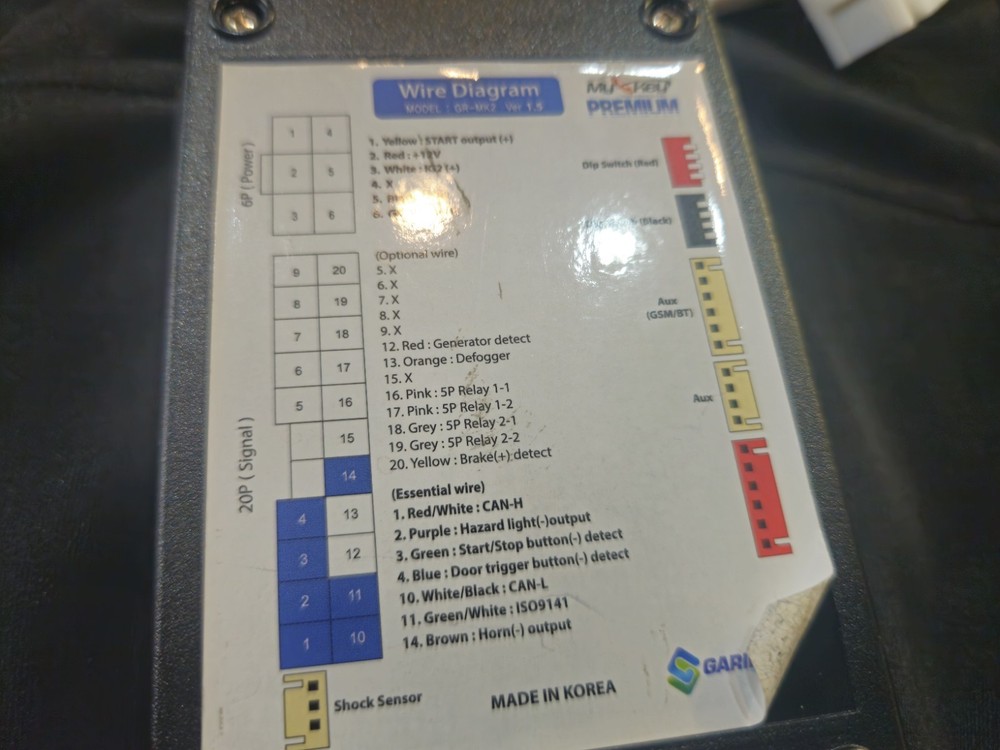 Wire Diagram
MODEL : GR-MK2 Ver 1.5
PREMIUM
6P ( Power )
1 4
2 5
3 6
1. Yellow : START output (+)
2. Red : +12V
3. White : IG2 (+)
4. X
5.
6.
Dip Switch (Red)
(Black)
Aux
(GSM/BT)
Aux
20P ( Signal )
9 20
8 19
7 18
6 17
5 16
15
14
4 13
3 12
2 11
1 10
(Optional wire)
5. X
6. X
7. X
8. X
9. X
12. Red : Generator detect
13. Orange : Defogger
15. X
16. Pink : 5P Relay 1-1
17. Pink : 5P Relay 1-2
18. Grey : 5P Relay 2-1
19. Grey : 5P Relay 2-2
20. Yellow : Brake(+) detect
(Essential wire)
1. Red/White : CAN-H
2. Purple : Hazard light(-)output
3. Green : Start/Stop button(-) detect
4. Blue : Door trigger button(-) detect
10. White/Black : CAN-L
11. Green/White : ISO9141
14. Brown : Horn(-) output
Shock Sensor
MADE IN KOREA